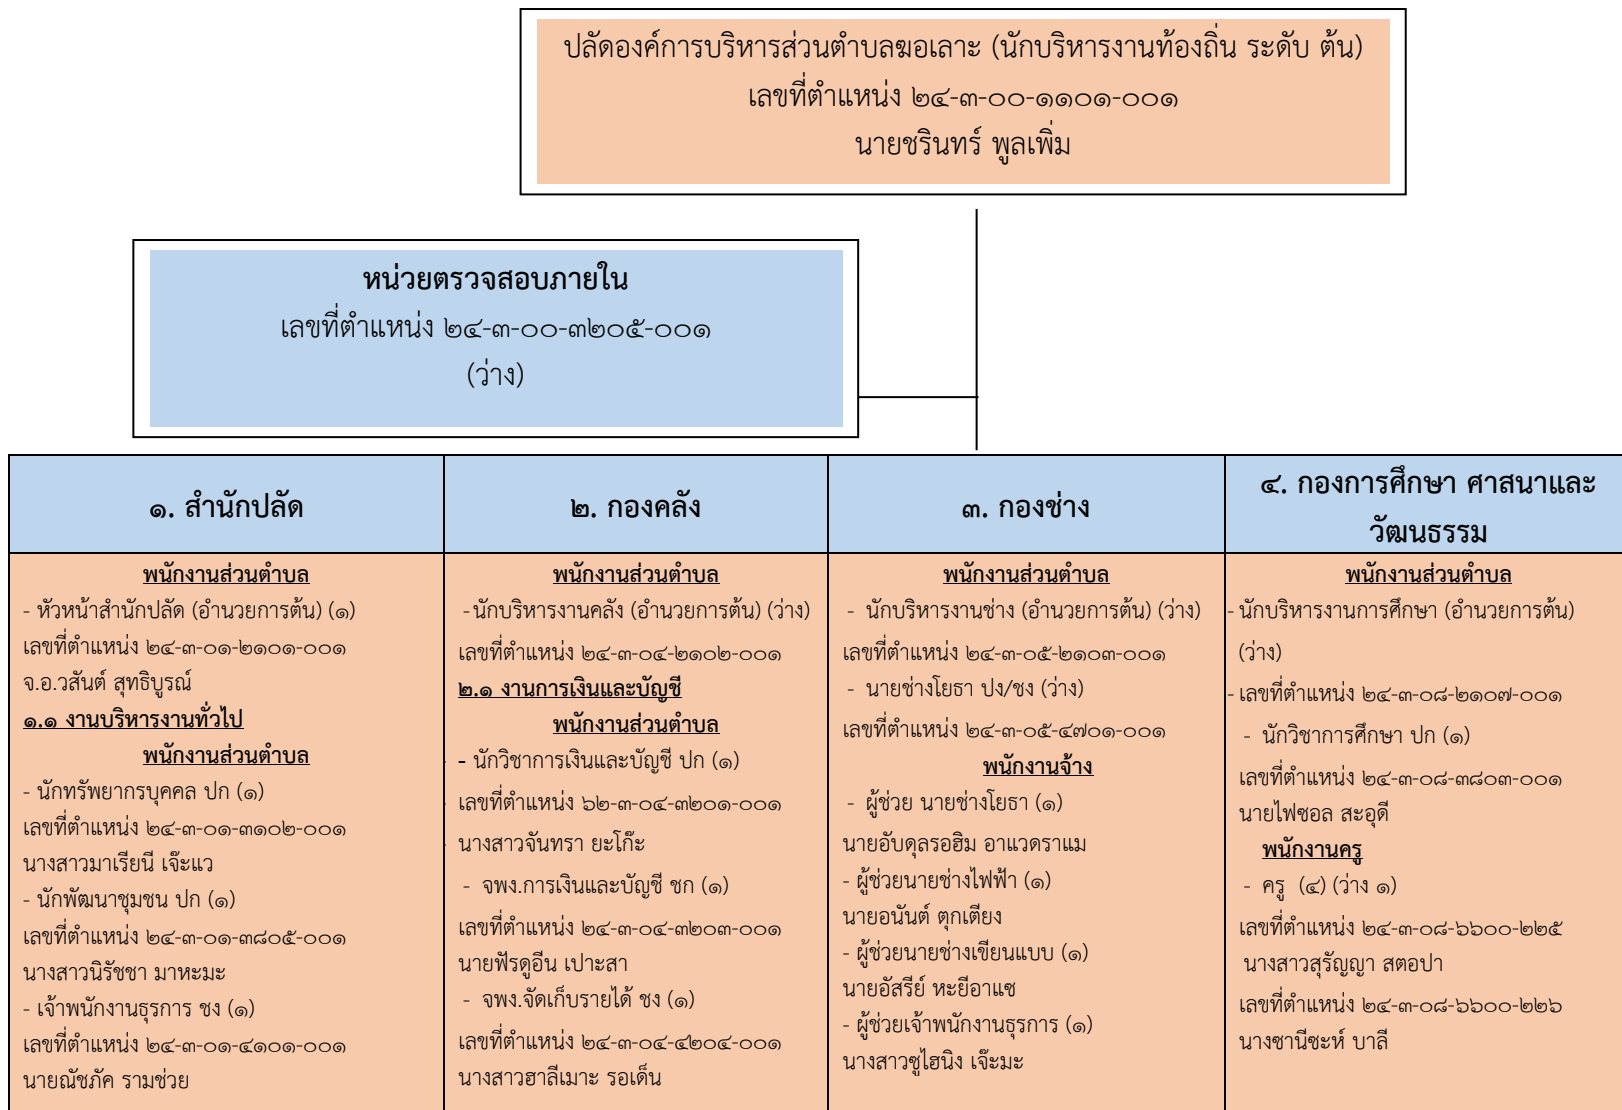 ปลัดองค์การบริหารส่วนตำบลฆอเลาะ (นักบริหารงานท้องถิ่น ระดับ ต้น)
เลขที่ตำแหน่ง ๒๔-๓-๐๐-๑๑๐๑-๐๐๑
นายชรินทร์ พูลเพิ่ม
หน่วยตรวจสอบภายใน
เลขที่ตำแหน่ง ๒๔-๓-๐๐-๓๒๐๕-๐๐๑
(ว่าง)
๑. สำนักปลัด
พนักงานส่วนตำบล
- หัวหน้าสำนักปลัด (อำนวยการต้น) (๑)
เลขที่ตำแหน่ง ๒๔-๓-๐๑-๒๑๐๑-๐๐๑
จ.อ.วสันต์ สุทธิบูรณ์
๑.๑ งานบริหารงานทั่วไป
พนักงานส่วนตำบล
- นักทรัพยากรบุคคล ปก (๑)
เลขที่ตำแหน่ง ๒๔-๓-๐๑-๓๑๐๒-๐๐๑
นางสาวมาเรียนี เจ๊ะแว
- นักพัฒนาชุมชน ปก (๑)
เลขที่ตำแหน่ง ๒๔-๓-๐๑-๓๘๐๕-๐๐๑
นางสาวนิรัชชา มาหะมะ
- เจ้าพนักงานธุรการ ชง (๑)
เลขที่ตำแหน่ง ๒๔-๓-๐๑-๔๑๐๑-๐๐๑
นายณัชภัค รามช่วย
๒. กองคลัง
พนักงานส่วนตำบล
-นักบริหารงานคลัง (อำนวยการต้น) (ว่าง)
เลขที่ตำแหน่ง ๒๔-๓-๐๔-๒๑๐๒-๐๐๑
๒.๑ งานการเงินและบัญชี
พนักงานส่วนตำบล
- นักวิชาการเงินและบัญชี ปก (๑)
เลขที่ตำแหน่ง ๖๒-๓-๐๔-๓๒๐๑-๐๐๑
นางสาวจันทรา ยะโก๊ะ
- จพง.การเงินและบัญชี ชก (๑)
เลขที่ตำแหน่ง ๒๔-๓-๐๔-๓๒๐๓-๐๐๑
นายฟัรดูอีน เปาะสา
- จพง.จัดเก็บรายได้ ชง (๑)
เลขที่ตำแหน่ง ๒๔-๓-๐๔-๔๒๐๔-๐๐๑
นางสาวฮาลีเมาะ รอเด็น
๓. กองช่าง
พนักงานส่วนตำบล
- นักบริหารงานช่าง (อำนวยการต้น) (ว่าง)
เลขที่ตำแหน่ง ๒๔-๓-๐๕-๒๑๐๓-๐๐๑
- นายช่างโยธา ปง/ชง (ว่าง)
เลขที่ตำแหน่ง ๒๔-๓-๐๕-๔๗๐๑-๐๐๑
พนักงานจ้าง
- ผู้ช่วย นายช่างโยธา (๑)
นายอับดุลรอฮิม อาแวดราแม
- ผู้ช่วยนายช่างไฟฟ้า (๑)
นายอนันต์ ตุกเตียง
- ผู้ช่วยนายช่างเขียนแบบ (๑)
นายอัสรีย์ หะยีอาแซ
- ผู้ช่วยเจ้าพนักงานธุรการ (๑)
นางสาวซูไฮนิง เจ๊ะมะ
๔. กองการศึกษา ศาสนาและ
วัฒนธรรม
พนักงานส่วนตำบล
- นักบริหารงานการศึกษา (อำนวยการต้น)
(ว่าง)
- เลขที่ตำแหน่ง ๒๔-๓-๐๘-๒๑๐๗-๐๐๑
- นักวิชาการศึกษา ปก (๑)
เลขที่ตำแหน่ง ๒๔-๓-๐๘-๓๘๐๓-๐๐๑
นายไฟซอล สะอุดี
พนักงานครู
- ครู (๔) (ว่าง ๑)
เลขที่ตำแหน่ง ๒๔-๓-๐๘-๖๖๐๐-๒๒๕
นางสาวสุรัญญา สตอปา
เลขที่ตำแหน่ง ๒๔-๓-๐๘-๖๖๐๐-๒๒๖
นางซานีซะห์ บาลี